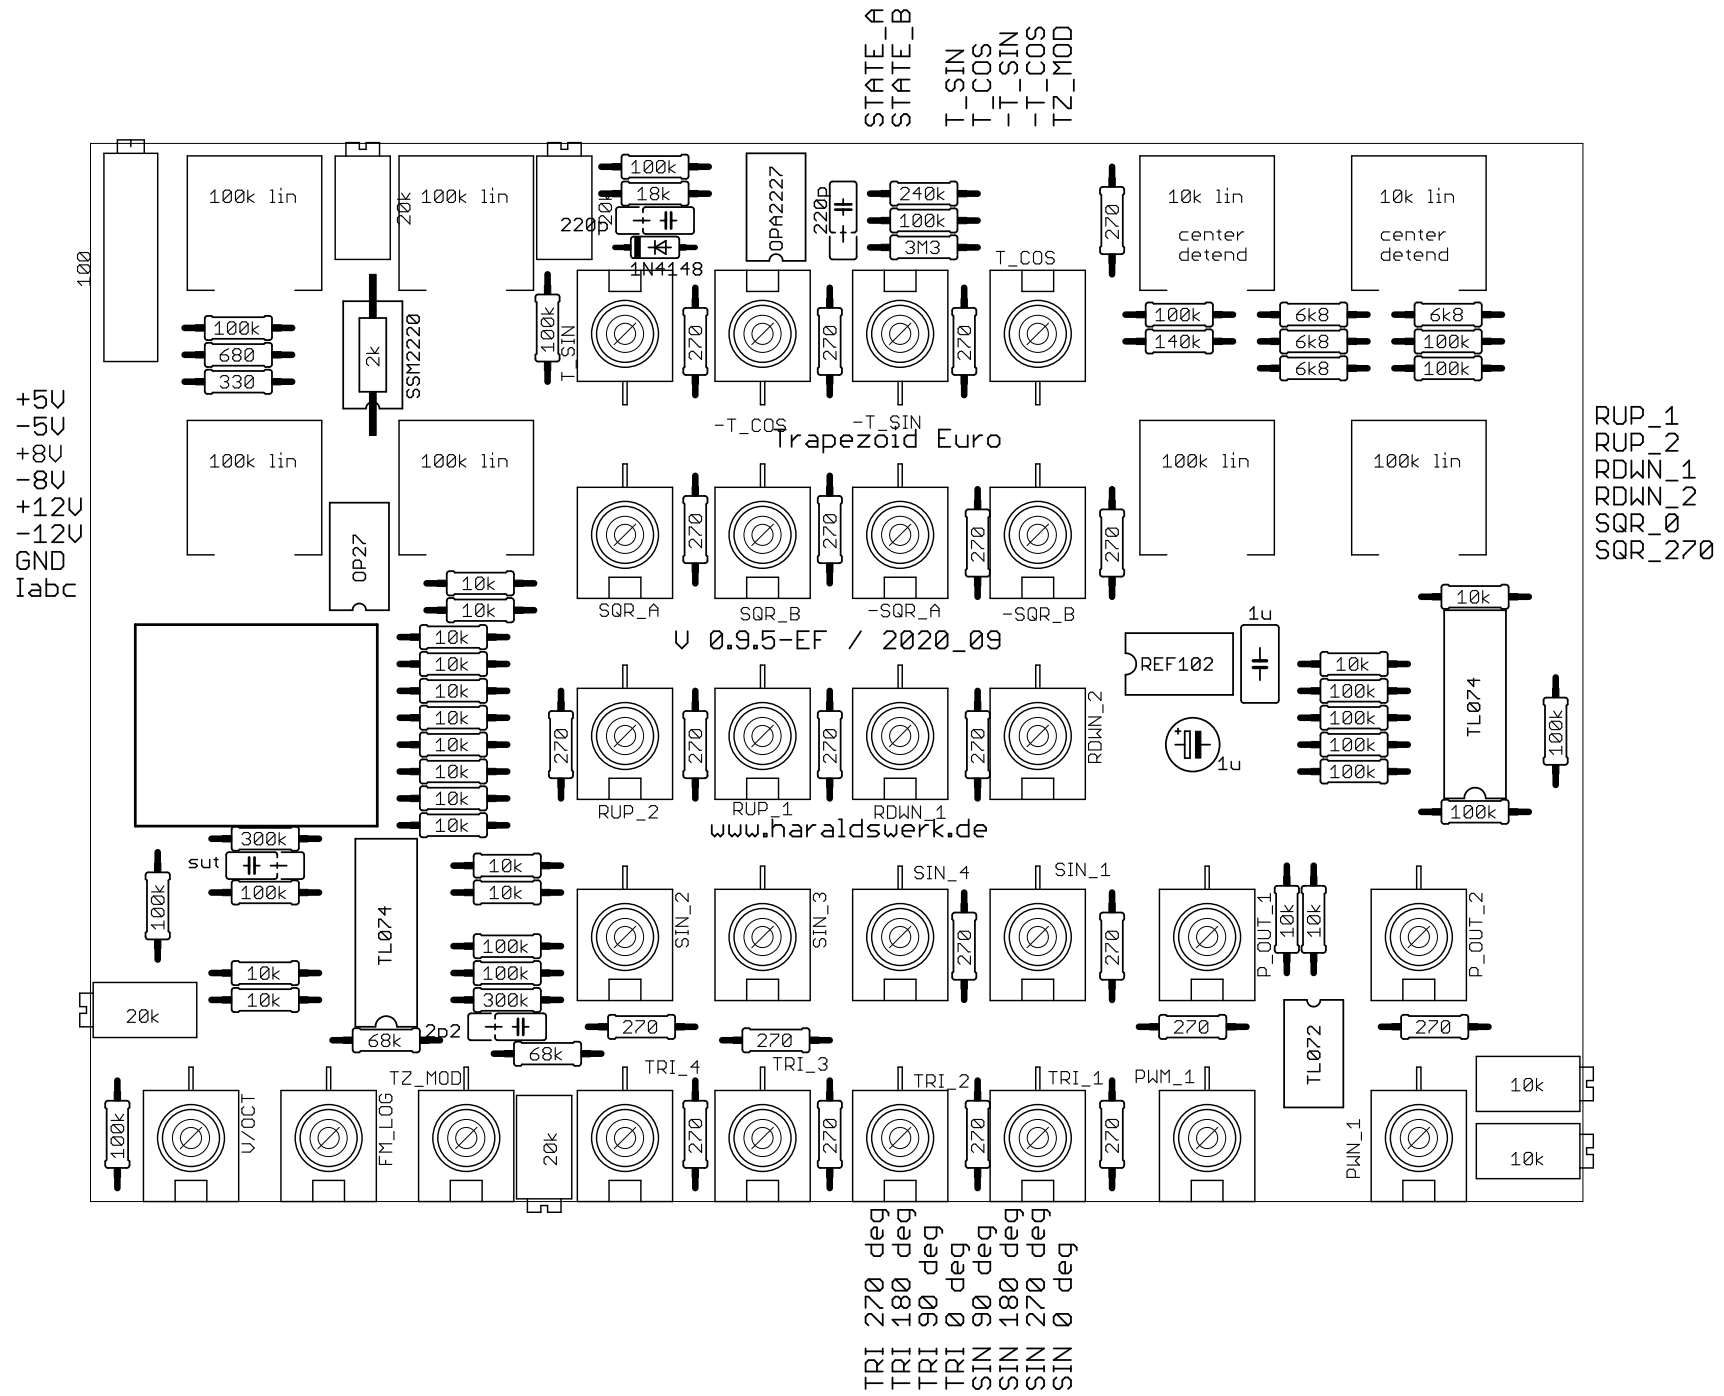 STATE_A
STATE_B
T_SIN
T_COS
-T_SIN
-T_COS
TZ_MOD
100
100k lin
20k
100k lin
20k
100k
18k
220p
1N4148
OPA2227
220p
240k
100k
3M3
270
10k lin
center
detend
10k lin
center
detend
100k
680
330
2k
SSM2220
100k
T_SIN
270
270
270
T_COS
100k
140k
6k8
6k8
6k8
6k8
100k
100k
-T_COS
-T_SIN
Trapezoid Euro
+5V
-5V
+8V
-8V
+12V
-12V
GND
Iabc
100k lin
100k lin
100k lin
100k lin
RUP_1
RUP_2
RDWN_1
RDWN_2
SQR_0
SQR_270
OP27
270
270
270
270
SQR_A
SQR_B
-SQR_A
-SQR_B
V 0.9.5-EF / 2020_09
10k
10k
10k
10k
10k
10k
10k
10k
10k
10k
REF102
1u
1u
10k
100k
100k
100k
100k
10k
TL074
100k
100k
270
270
270
270
RDWN_2
RUP_2
RUP_1
RDWN_1
www.haraldswerk.de
300k
sut
100k
100k
10k
10k
20k
TL074
68k
10k
10k
100k
100k
300k
2p2
68k
SIN_2
SIN_3
SIN_4
SIN_1
270
270
P_OUT_1
10k
10k
P_OUT_2
270
270
270
270
TL072
10k
10k
100k
V/OCT
FM_LOG
TZ_MOD
20k
TRI_4
TRI_3
TRI_2
TRI_1
PWM_1
PWN_1
270
270
270
270
TRI 270 deg
TRI 180 deg
TRI 90 deg
TRI 0 deg
SIN 90 deg
SIN 180 deg
SIN 270 deg
SIN 0 deg